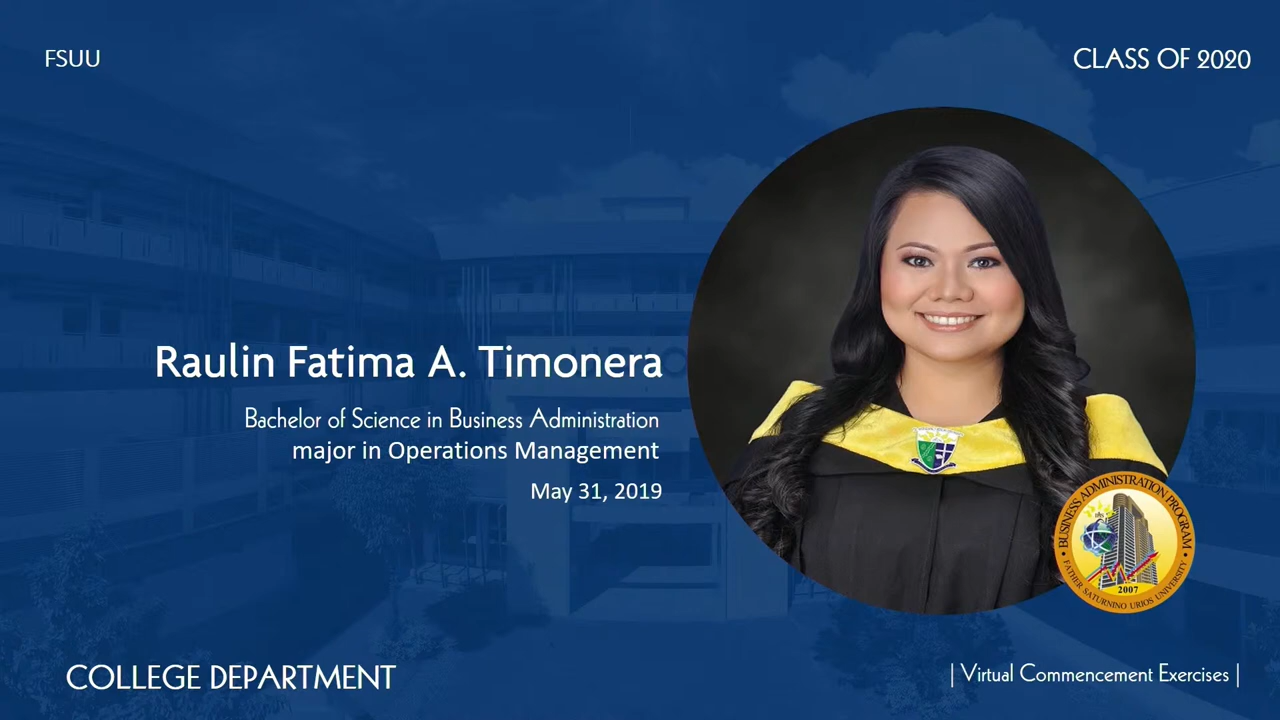 FSUU
CLASS OF 2020
Raulin Fatima A. Timonera
Bachelor of Science in Business Administration
major in Operations Management
May 31, 2019
BUSINESS ADMINISTRATION PROGRAM
FATHER SATURNINO URIOS UNIVERSITY
2007
COLLEGE DEPARTMENT
| Virtual Commencement Exercises |